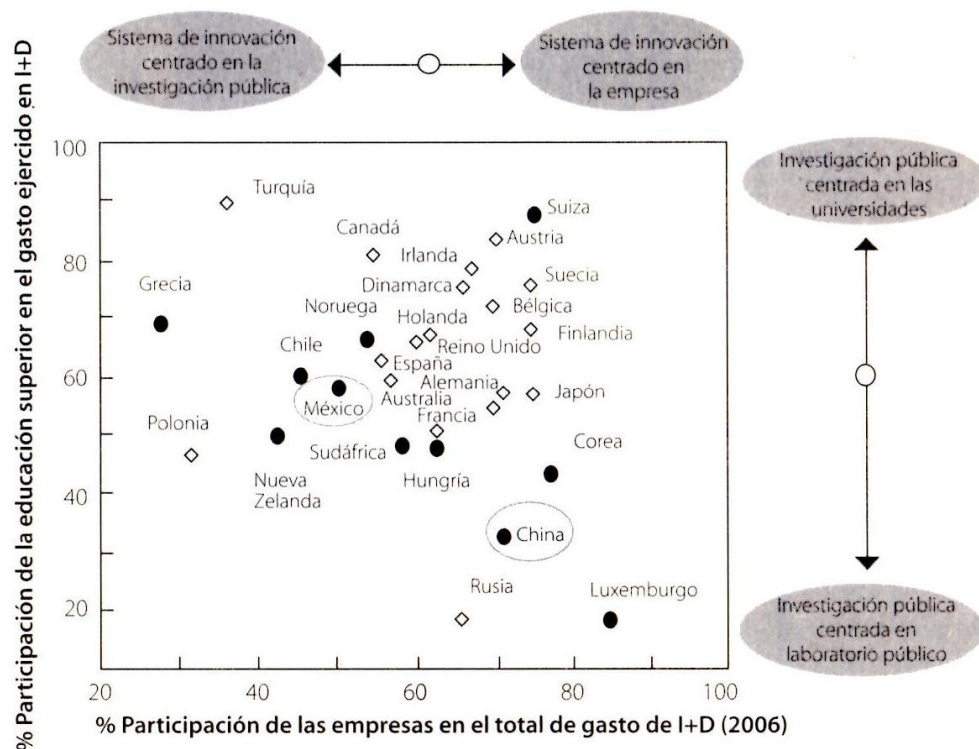 Sistema de innovación
centrado en la
investigación pública
Sistema de innovación
centrado en
la empresa
% Participación de la educación superior en el gasto ejercido en I+D
100
80
60
40
20
Turquía
Suiza
Canadá
Austria
Irlanda
Grecia
Dinamarca
Suecia
Noruega
Bélgica
Holanda
Finlandia
Chile
Reino Unido
España
Alemania
Japón
México
Australia
Polonia
Francia
Corea
Sudáfrica
Hungría
Nueva
Zelanda
China
Rusia
Luxemburgo
20
40
60
80
100
% Participación de las empresas en el total de gasto de I+D (2006)
Investigación pública
centrada en las
universidades
Investigación pública
centrada en
laboratorio público